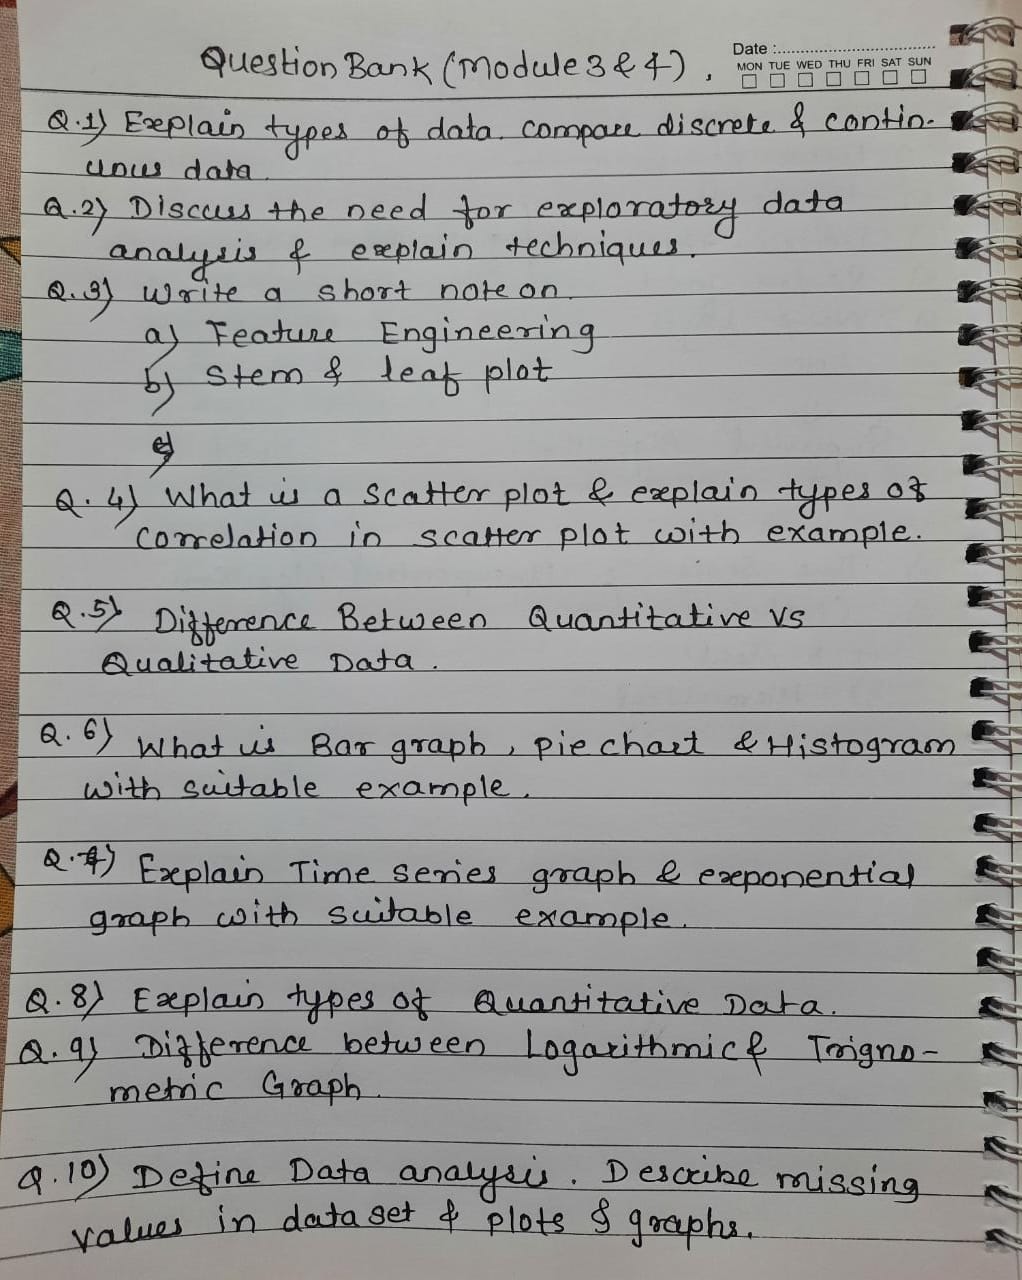 Question Bank (Module 3 & 4).
Date :
MON TUE WED THU FRI SAT SUN
Q.1) Explain types of data. compare discrete & contin-
uous data.
Q.2) Discuss the need for exploratory data
analysis & explain techniques.
Q.3) Write a short note on.
a) Feature Engineering
b) Stem & leaf plot
Q. 4) What is a scatter plot & explain types of
Correlation in scatter plot with example.
Q.5) Difference Between Quantitative vs
Qualitative Data.
Q. 6) What is Bar graph, pie chart & Histogram
with suitable example.
Q.7) Explain Time series graph & exponential
graph with suitable example.
Q.8) Explain types of Quantitative Data.
Q.9) Difference between Logarithmic & Trigno-
metric Graph.
Q.10) Define Data analysis. Describe missing
values in data set & plots & graphs.